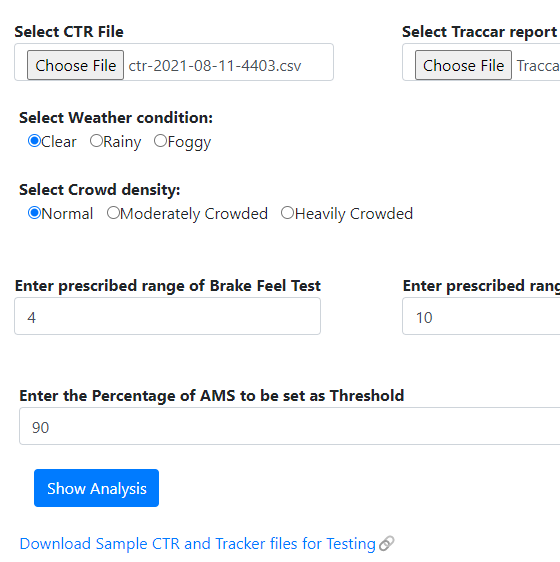 Select CTR File
Select Traccar report
Choose File ctr-2021-08-11-4403.csv
Choose File Tracca
Select Weather condition:
Clear Rainy Foggy
Select Crowd density:
Normal Moderately Crowded Heavily Crowded
Enter prescribed range of Brake Feel Test
Enter prescribed rang
4
10
Enter the Percentage of AMS to be set as Threshold
90
Show Analysis
Download Sample CTR and Tracker files for Testing